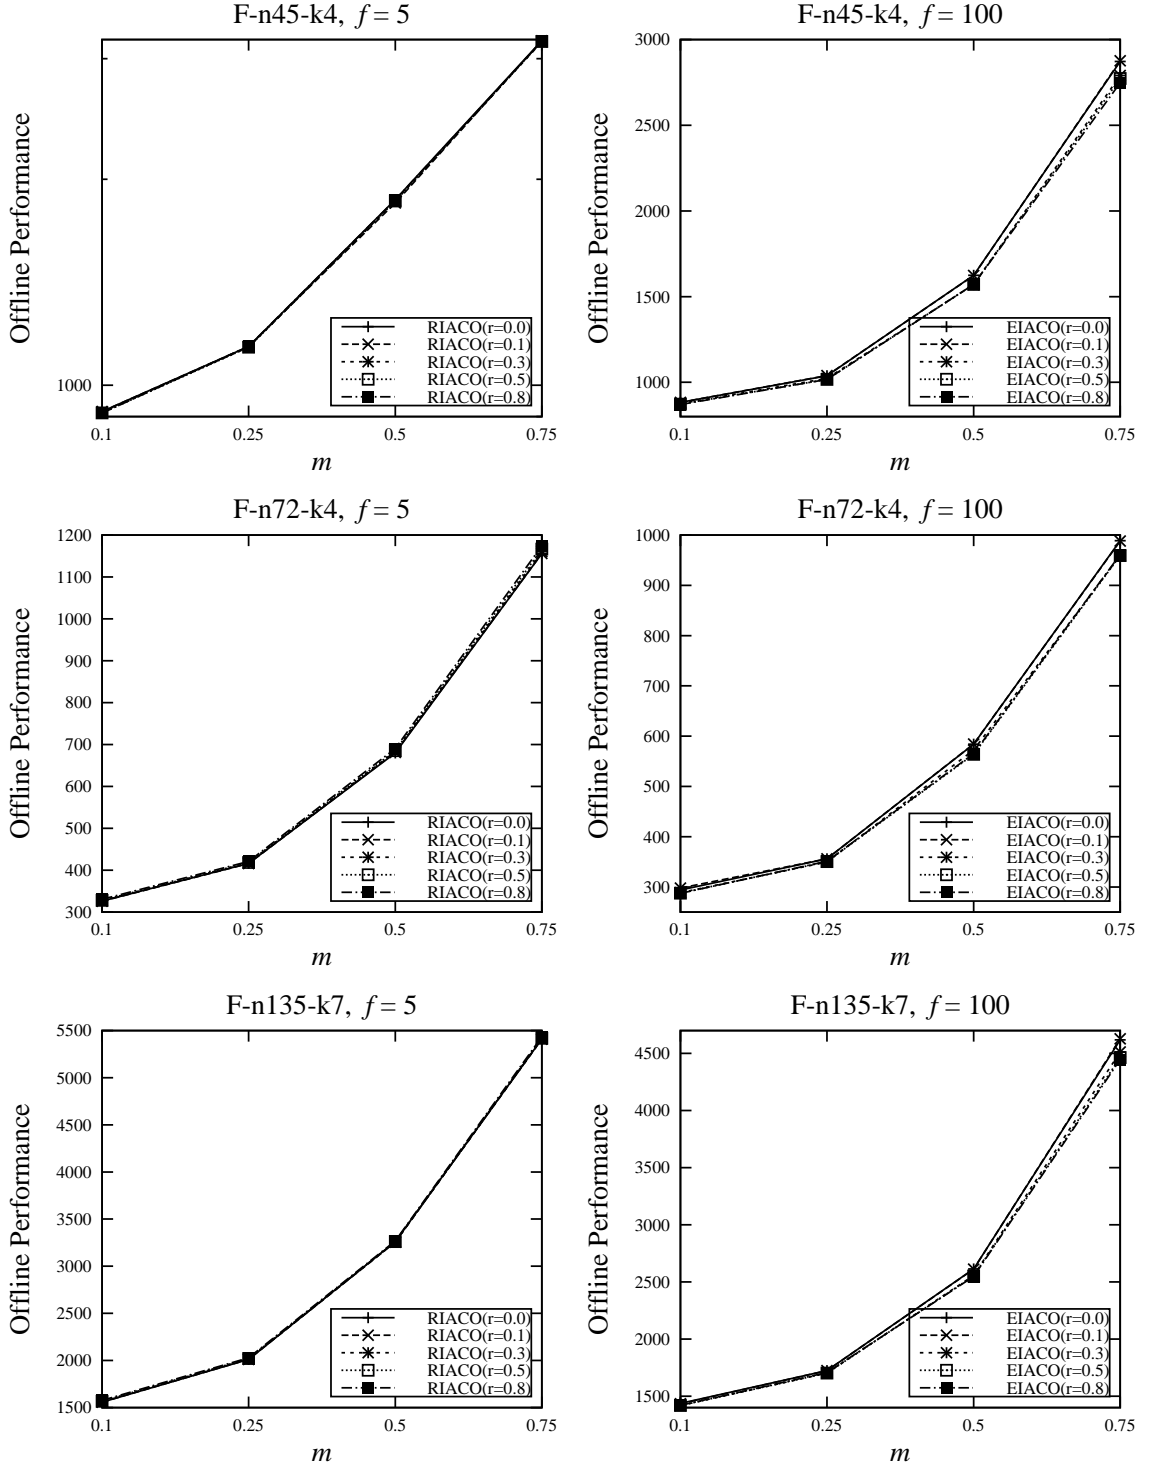 F-n45-k4, f = 5
Offline Performance
1000
RIACO(r=0.0)
RIACO(r=0.1)
RIACO(r=0.3)
RIACO(r=0.5)
RIACO(r=0.8)
0.1 0.25 0.5 0.75
m
F-n45-k4, f = 100
Offline Performance
3000
2500
2000
1500
1000
EIACO(r=0.0)
EIACO(r=0.1)
EIACO(r=0.3)
EIACO(r=0.5)
EIACO(r=0.8)
0.1 0.25 0.5 0.75
m
F-n72-k4, f = 5
Offline Performance
1200
1100
1000
900
800
700
600
500
400
300
RIACO(r=0.0)
RIACO(r=0.1)
RIACO(r=0.3)
RIACO(r=0.5)
RIACO(r=0.8)
0.1 0.25 0.5 0.75
m
F-n72-k4, f = 100
Offline Performance
1000
900
800
700
600
500
400
300
EIACO(r=0.0)
EIACO(r=0.1)
EIACO(r=0.3)
EIACO(r=0.5)
EIACO(r=0.8)
0.1 0.25 0.5 0.75
m
F-n135-k7, f = 5
Offline Performance
5500
5000
4500
4000
3500
3000
2500
2000
1500
RIACO(r=0.0)
RIACO(r=0.1)
RIACO(r=0.3)
RIACO(r=0.5)
RIACO(r=0.8)
0.1 0.25 0.5 0.75
m
F-n135-k7, f = 100
Offline Performance
4500
4000
3500
3000
2500
2000
1500
EIACO(r=0.0)
EIACO(r=0.1)
EIACO(r=0.3)
EIACO(r=0.5)
EIACO(r=0.8)
0.1 0.25 0.5 0.75
m